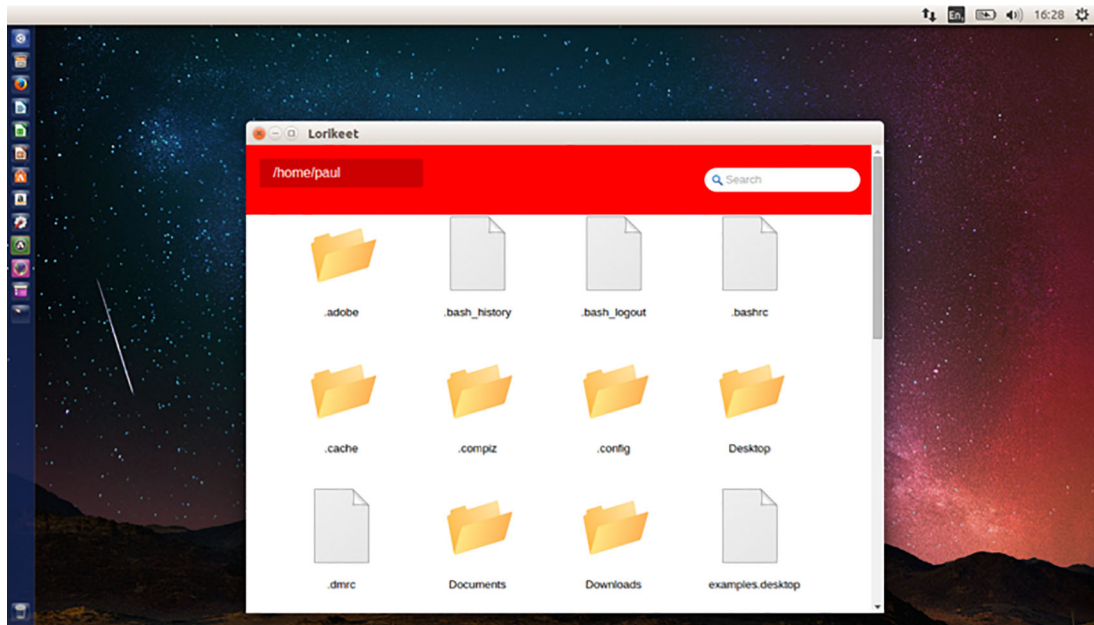 En
16:28
Lorikeet
/home/paul
Search
.adobe
.bash_history
.bash_logout
.bashrc
.cache
.compiz
.config
Desktop
.dmrc
Documents
Downloads
examples.desktop